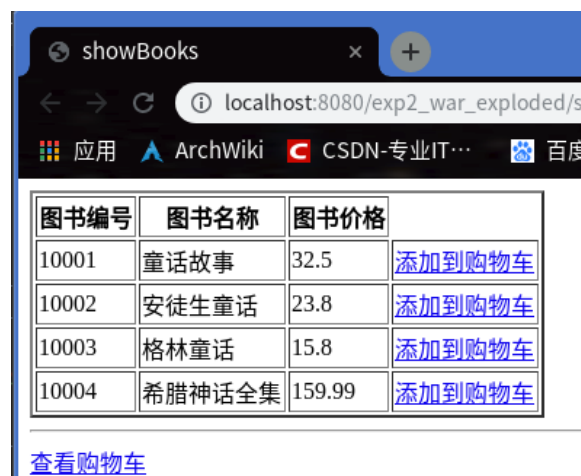 showBooks
localhost:8080/exp2_war_exploded/s
应用 ArchWiki CSDN-专业IT… 百度
图书编号 图书名称 图书价格
10001 童话故事 32.5 添加到购物车
10002 安徒生童话 23.8 添加到购物车
10003 格林童话 15.8 添加到购物车
10004 希腊神话全集 159.99 添加到购物车
查看购物车